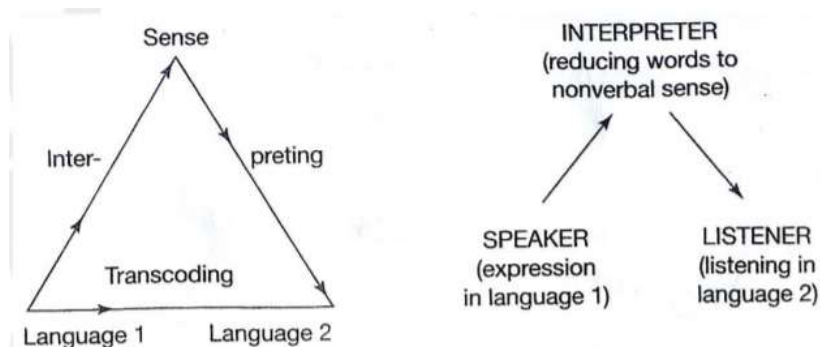 Sense
Inter-
preting
Transcoding
Language 1
Language 2
INTERPRETER
(reducing words to
nonverbal sense)
SPEAKER
(expression
in language 1)
LISTENER
(listening in
language 2)